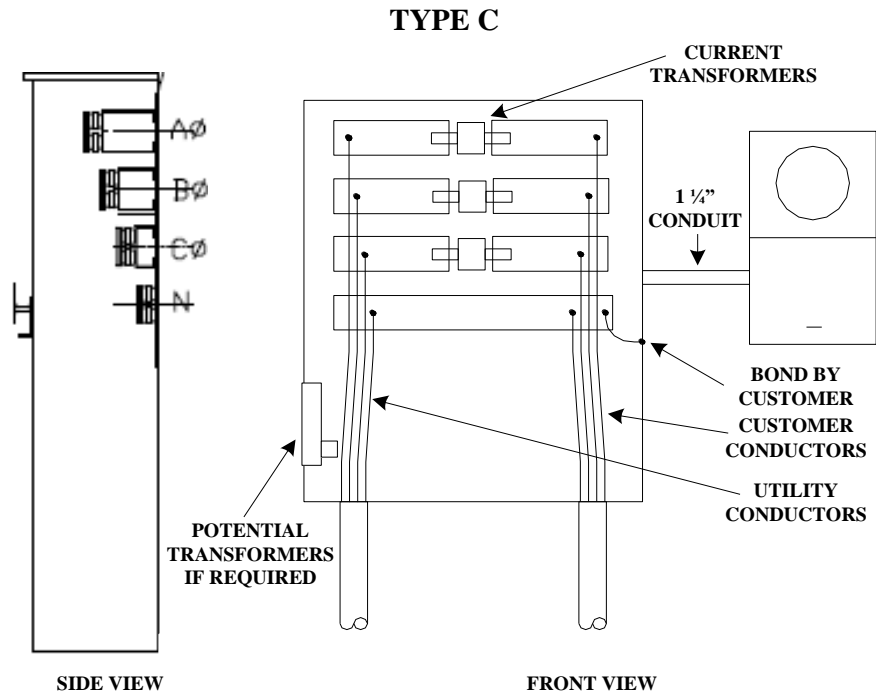 TYPE C
CURRENT
TRANSFORMERS
AØ
BØ
CØ
N
1 ¼”
CONDUIT
BOND BY
CUSTOMER
CUSTOMER
CONDUCTORS
UTILITY
CONDUCTORS
POTENTIAL
TRANSFORMERS
IF REQUIRED
SIDE VIEW
FRONT VIEW